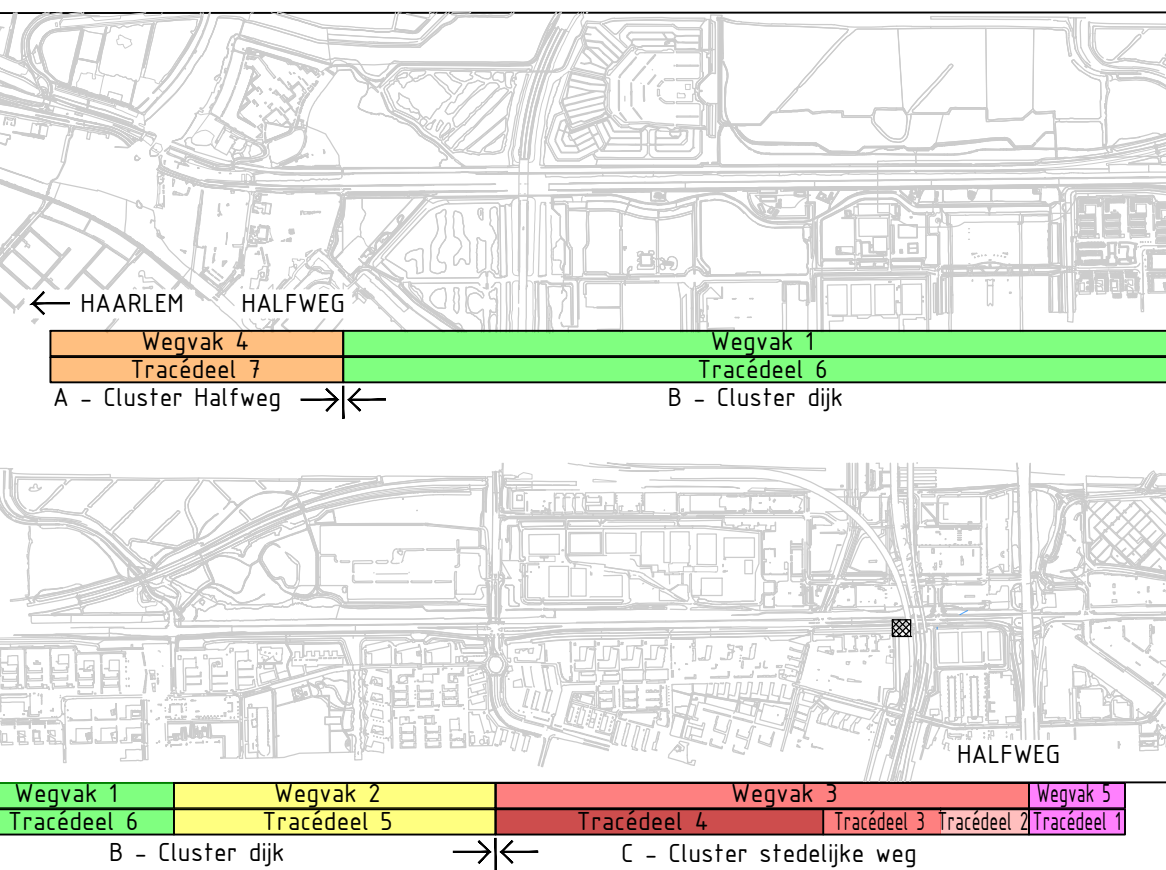 ← HAARLEM HALFWEG
Wegvak 4 Wegvak 1
Tracédeel 7 Tracédeel 6
A - Cluster Halfweg B - Cluster dijk
HALFWEG
Wegvak 1 Wegvak 2 Wegvak 3 Wegvak 5
Tracédeel 6 Tracédeel 5 Tracédeel 4 Tracédeel 3 Tracédeel 2 Tracédeel 1
B - Cluster dijk C - Cluster stedelijke weg